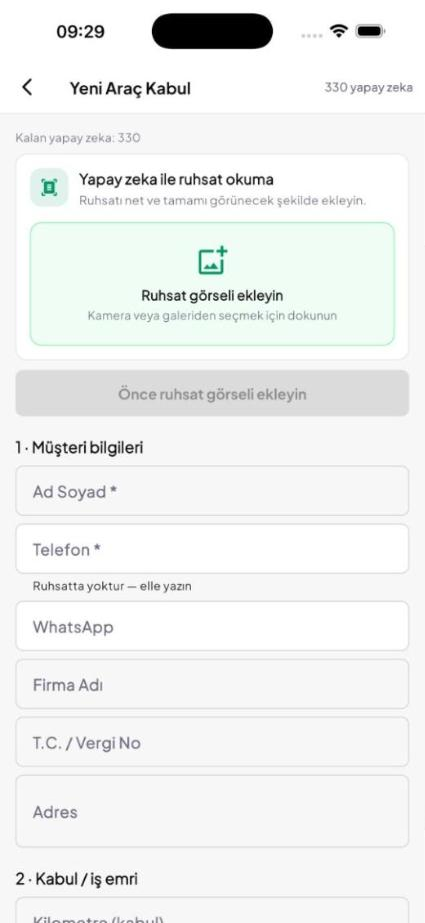 09:29
Yeni Araç Kabul
330 yapay zeka
Kalan yapay zeka: 330
Yapay zeka ile ruhsat okuma
Ruhsatı net ve tamamı görünecek şekilde ekleyin.
Ruhsat görseli ekleyin
Kamera veya galeriden seçmek için dokunun
Önce ruhsat görseli ekleyin
1 · Müşteri bilgileri
Ad Soyad *
Telefon *
Ruhsatta yoktur — elle yazın
WhatsApp
Firma Adı
T.C. / Vergi No
Adres
2 · Kabul / iş emri
Kilometre (kabul)